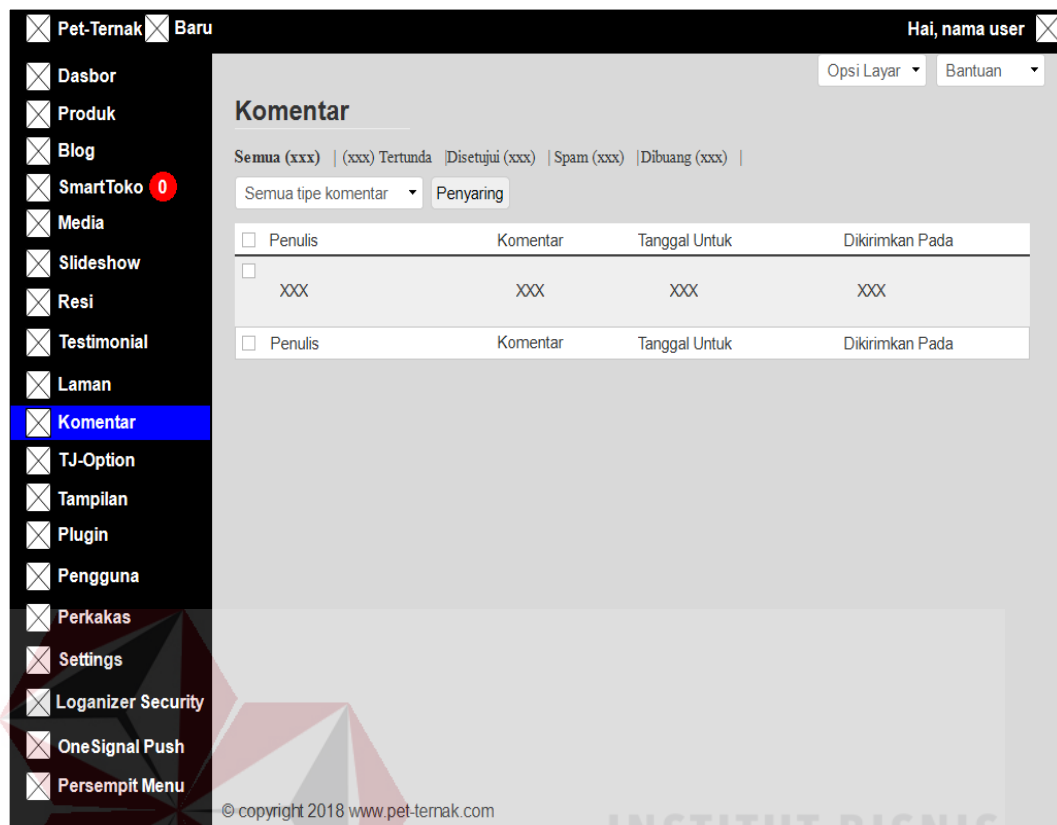 Pet-Ternak Baru Hai, nama user
Dasbor
Produk
Blog
SmartToko 0
Media
Slideshow
Resi
Testimonial
Laman
Komentar
TJ-Option
Tampilan
Plugin
Pengguna
Perkakas
Settings
Loganizer Security
OneSignal Push
Persempit Menu
Opsi Layar Bantuan
Komentar
Semua (xxx) | (xxx) Tertunda |Disetujui (xxx) | Spam (xxx) |Dibuang (xxx) |
Semua tipe komentar Penyaring
Penulis Komentar Tanggal Untuk Dikirimkan Pada
XXX XXX XXX XXX
Penulis Komentar Tanggal Untuk Dikirimkan Pada
© copyright 2018 www.pet-ternak.com
INSTITUT BISNIS